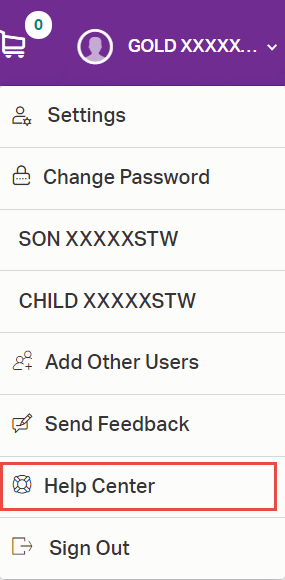 0
GOLD XXXXX...
Settings
Change Password
SON XXXXXSTW
CHILD XXXXXSTW
Add Other Users
Send Feedback
Help Center
Sign Out